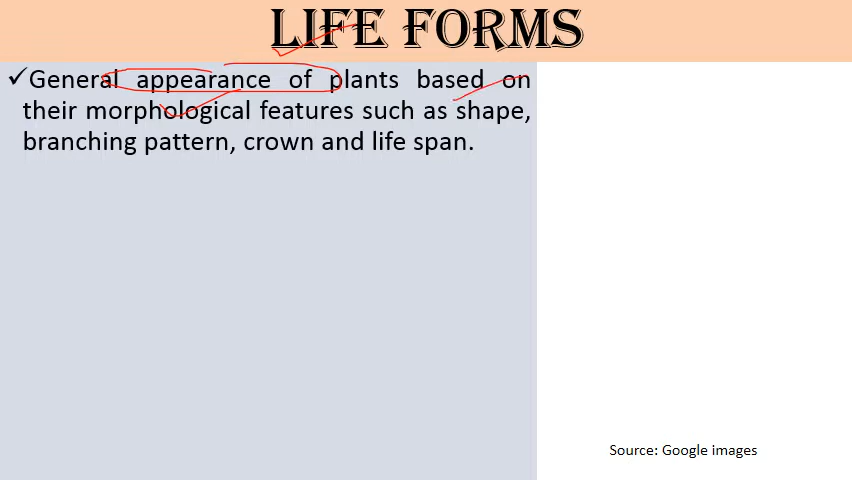 LIFE FORMS
✓General appearance of plants based on
their morphological features such as shape,
branching pattern, crown and life span.
Source: Google images